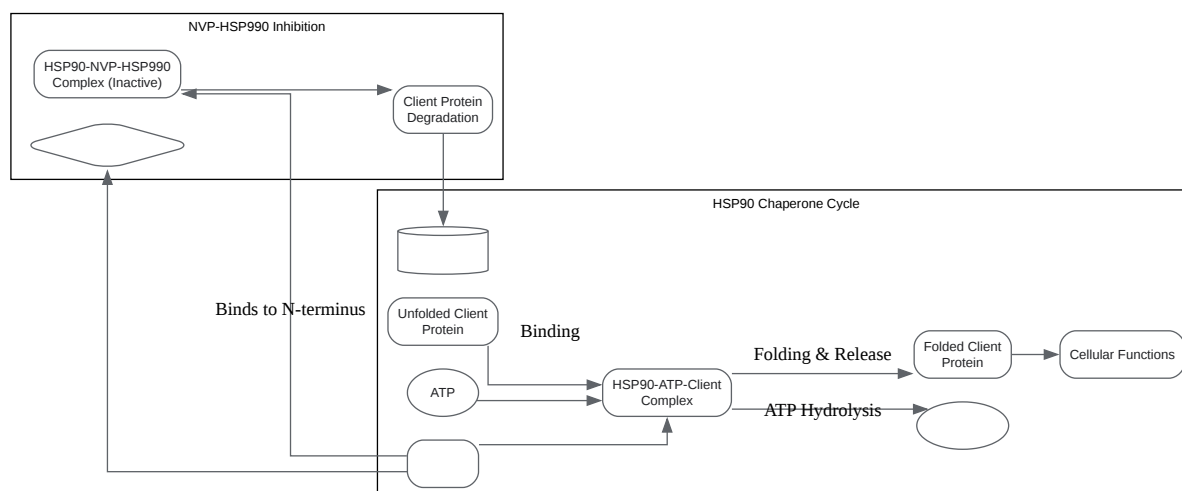 NVP-HSP990 Inhibition
HSP90-NVP-HSP990
Complex (Inactive)
Client Protein
Degradation
HSP90 Chaperone Cycle
Binds to N-terminus
Unfolded Client
Protein
Binding
ATP
HSP90-ATP-Client
Complex
Folding & Release
ATP Hydrolysis
Folded Client
Protein
Cellular Functions